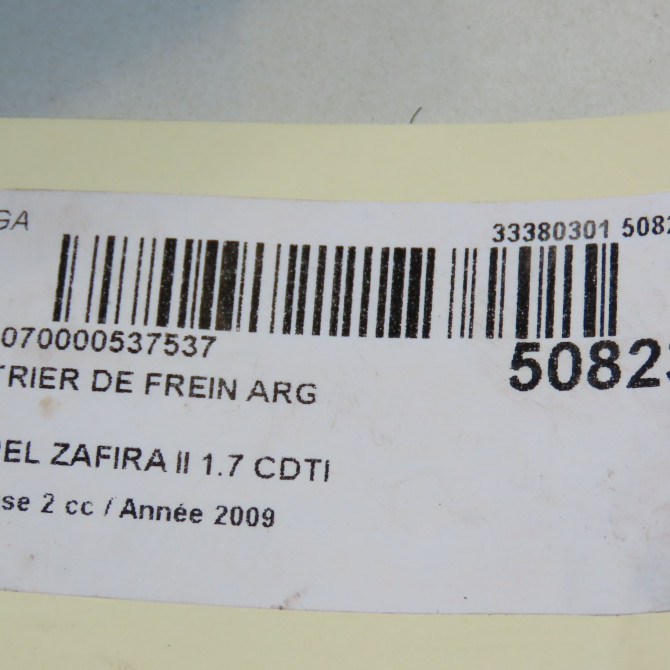 GA
33380301 5082
070000537537
5082
TRIER DE FREIN ARG
EL ZAFIRA II 1.7 CDTI
se 2 cc / Année 2009